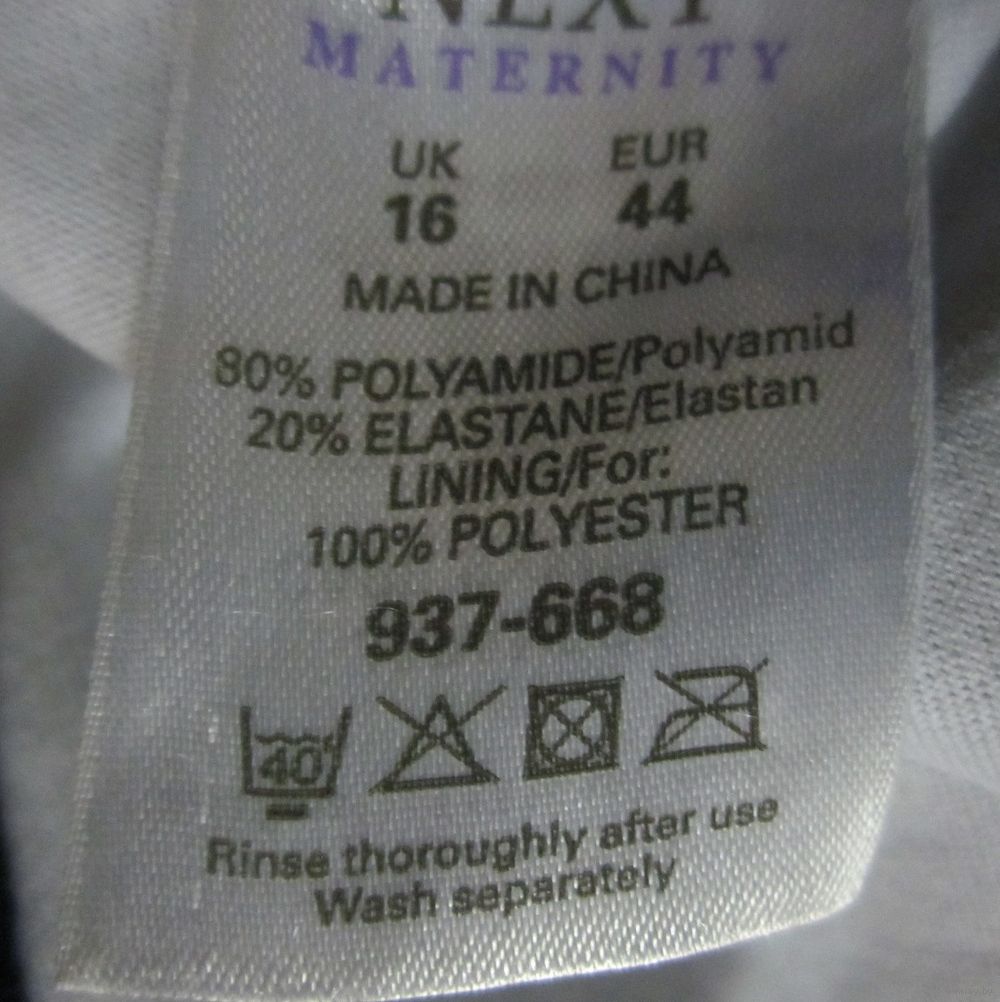 NEXT
MATERNITY
UK EUR
16 44
MADE IN CHINA
80% POLYAMIDE/Polyamid
20% ELASTANE/Elastan
LINING/For:
100% POLYESTER
937-668
40
Rinse thoroughly after use
Wash separately